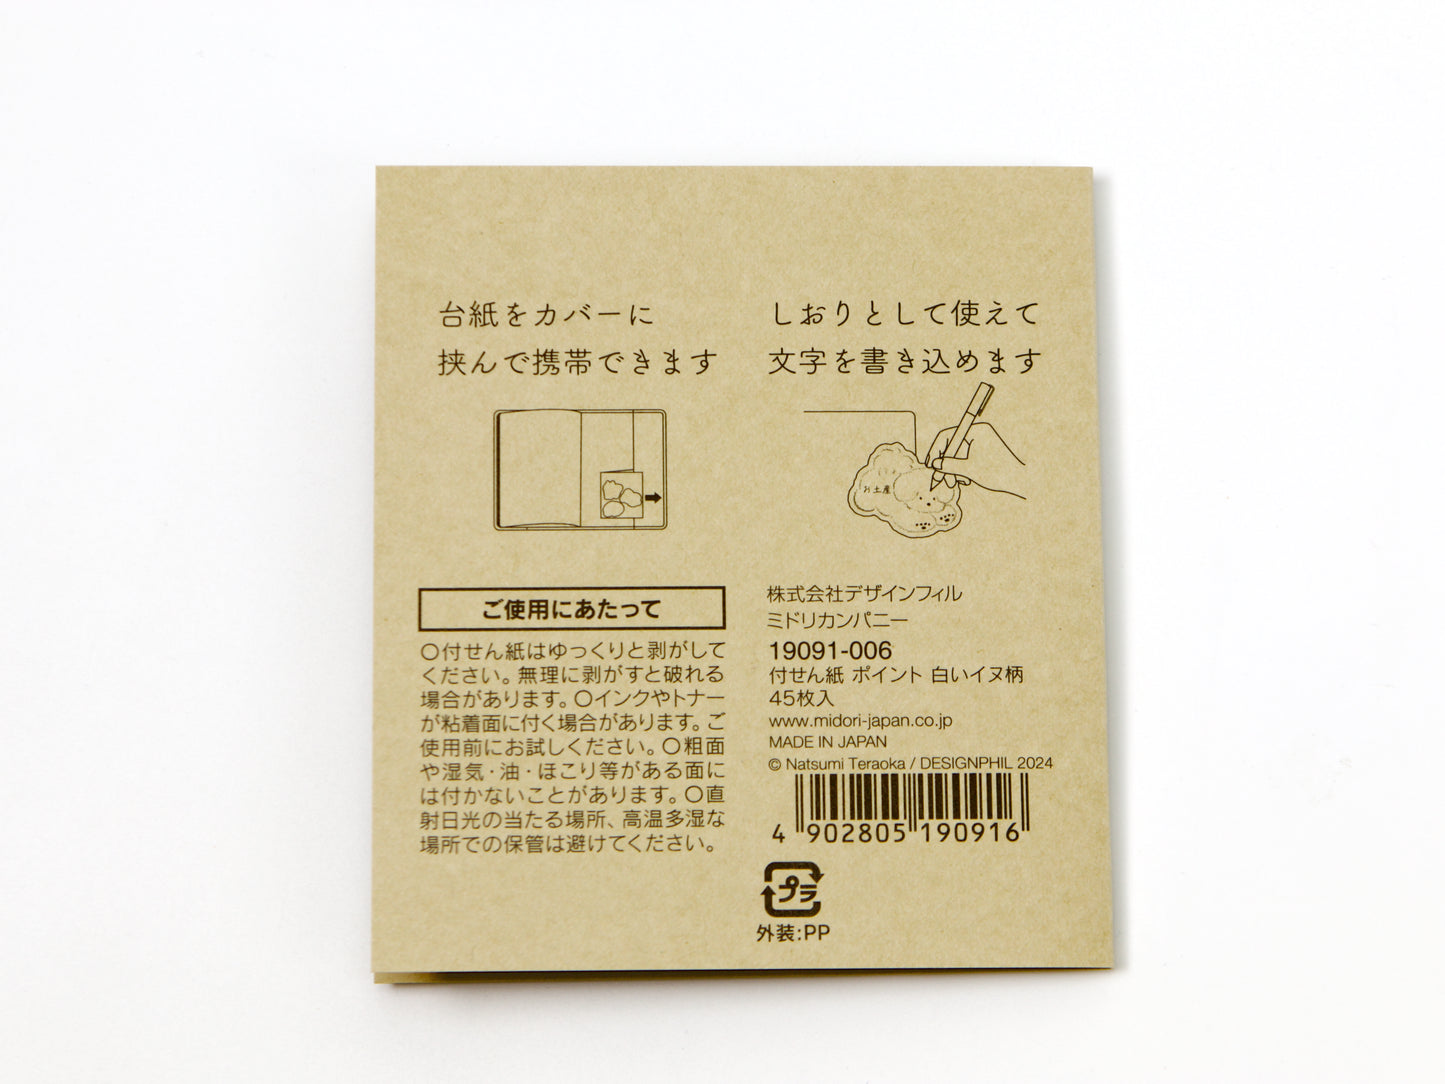 台紙をカバーに
挟んで携帯できます
しおりとして使えて
文字を書き込めます
お土産
ご使用にあたって
〇付せん紙はゆっくりと剥がして
ください。無理に剥がすと破れる
場合があります。〇インクやトナー
が粘着面に付く場合があります。ご
使用前にお試しください。〇粗面
や湿気・油・ほこり等がある面に
は付かないことがあります。〇直
射日光の当たる場所、高温多湿な
場所での保管は避けてください。
株式会社デザインフィル
ミドリカンパニー
19091-006
付せん紙 ポイント 白いイヌ柄
45枚入
www.midori-japan.co.jp
MADE IN JAPAN
© Natsumi Teraoka / DESIGNPHIL 2024
4 902805 190916
プラ
外装:PP